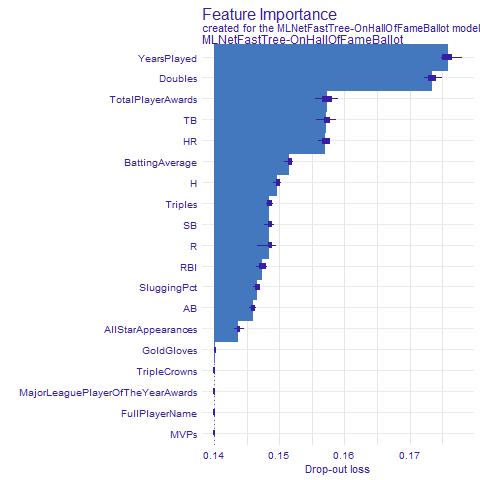 Feature Importance
created for the MLNetFastTree-OnHallOfFameBallot model
MLNetFastTree-OnHallOfFameBallot
YearsPlayed
Doubles
TotalPlayerAwards
TB
HR
BattingAverage
H
Triples
SB
R
RBI
SluggingPct
AB
AllStarAppearances
GoldGloves
TripleCrowns
MajorLeaguePlayerOfTheYearAwards
FullPlayerName
MVPs
0.14 0.15 0.16 0.17
Drop-out loss